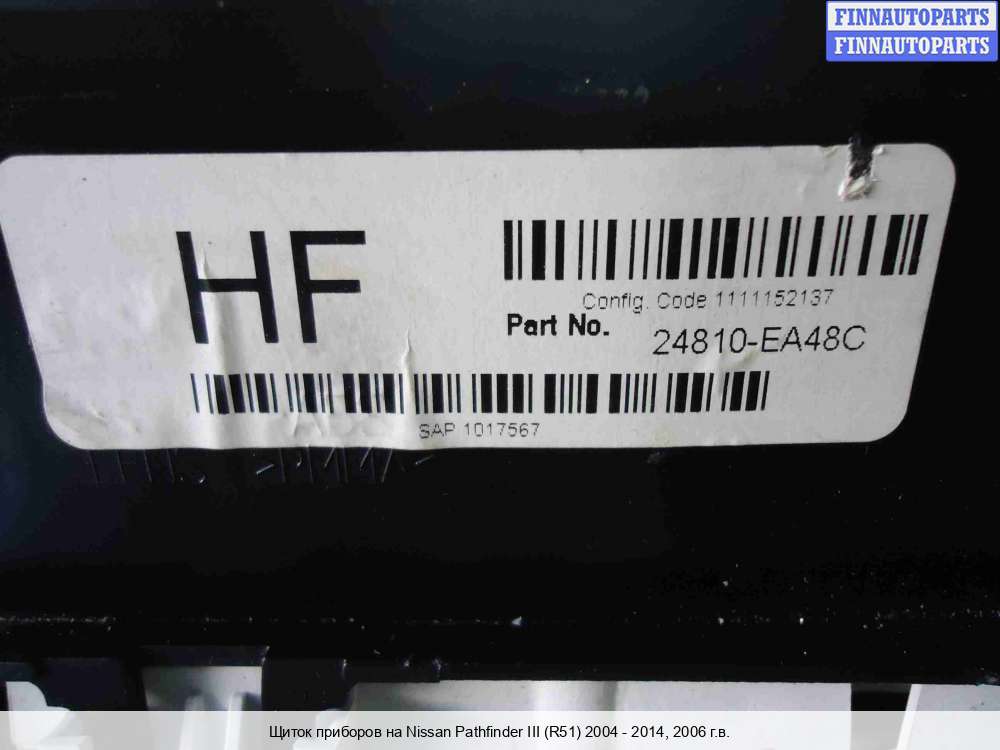 FINNAUTOPARTS
FINNAUTOPARTS
HF
Config. Code 1111152137
Part No. 24810-EA48C
SAP 1017567
>PMMA<
Щиток приборов на Nissan Pathfinder III (R51) 2004 - 2014, 2006 г.в.